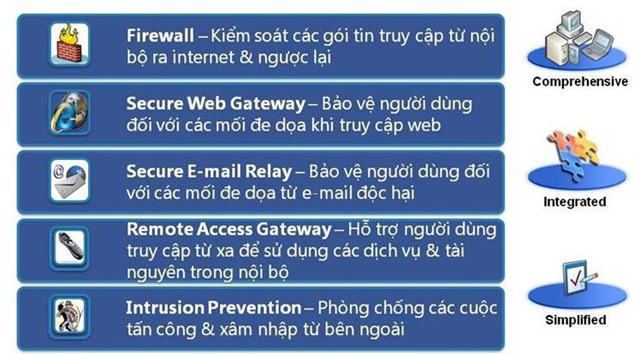 Firewall – Kiểm soát các gói tin truy cập từ nội
bộ ra internet & ngược lại
Secure Web Gateway – Bảo vệ người dùng
đối với các mối đe dọa khi truy cập web
Secure E-mail Relay – Bảo vệ người dùng đối
với các mối đe dọa từ e-mail độc hại
Remote Access Gateway – Hỗ trợ người dùng
truy cập từ xa để sử dụng các dịch vụ & tài
nguyên trong nội bộ
Intrusion Prevention – Phòng chống các cuộc
tấn công & xâm nhập từ bên ngoài
Comprehensive
Integrated
Simplified